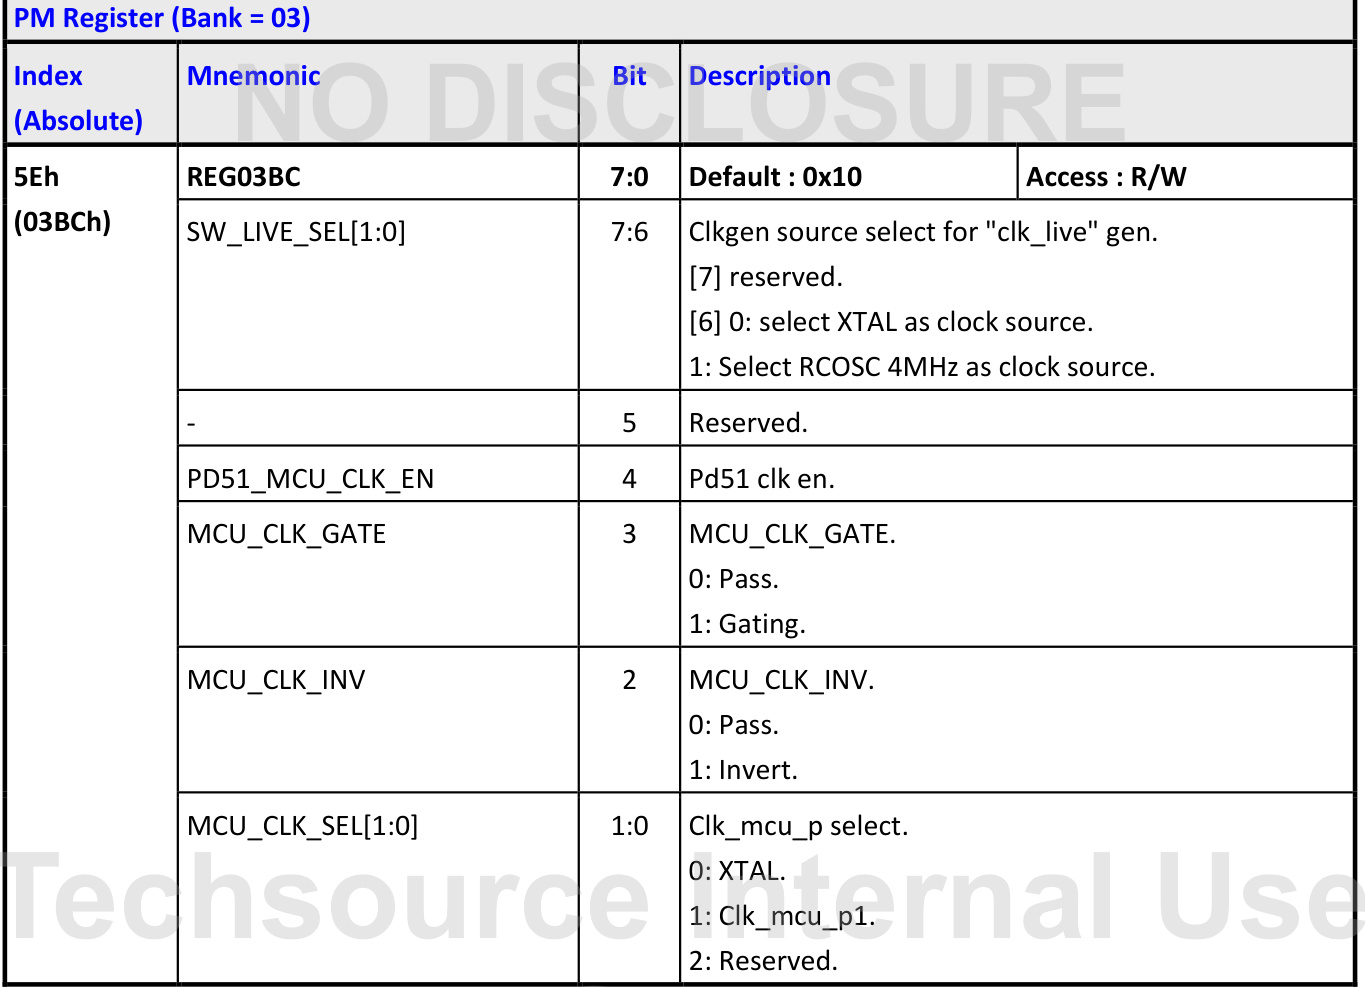 PM Register (Bank = 03)
Index (Absolute) Mnemonic Bit Description
NO DISCLOSURE
5Eh (03BCh) REG03BC 7:0 Default : 0x10 Access : R/W
SW_LIVE_SEL[1:0] 7:6 Clkgen source select for "clk_live" gen.
[7] reserved.
[6] 0: select XTAL as clock source.
1: Select RCOSC 4MHz as clock source.
- 5 Reserved.
PD51_MCU_CLK_EN 4 Pd51 clk en.
MCU_CLK_GATE 3 MCU_CLK_GATE.
0: Pass.
1: Gating.
MCU_CLK_INV 2 MCU_CLK_INV.
0: Pass.
1: Invert.
MCU_CLK_SEL[1:0] 1:0 Clk_mcu_p select.
0: XTAL.
1: Clk_mcu_p1.
Techsource Internal Use
2: Reserved.